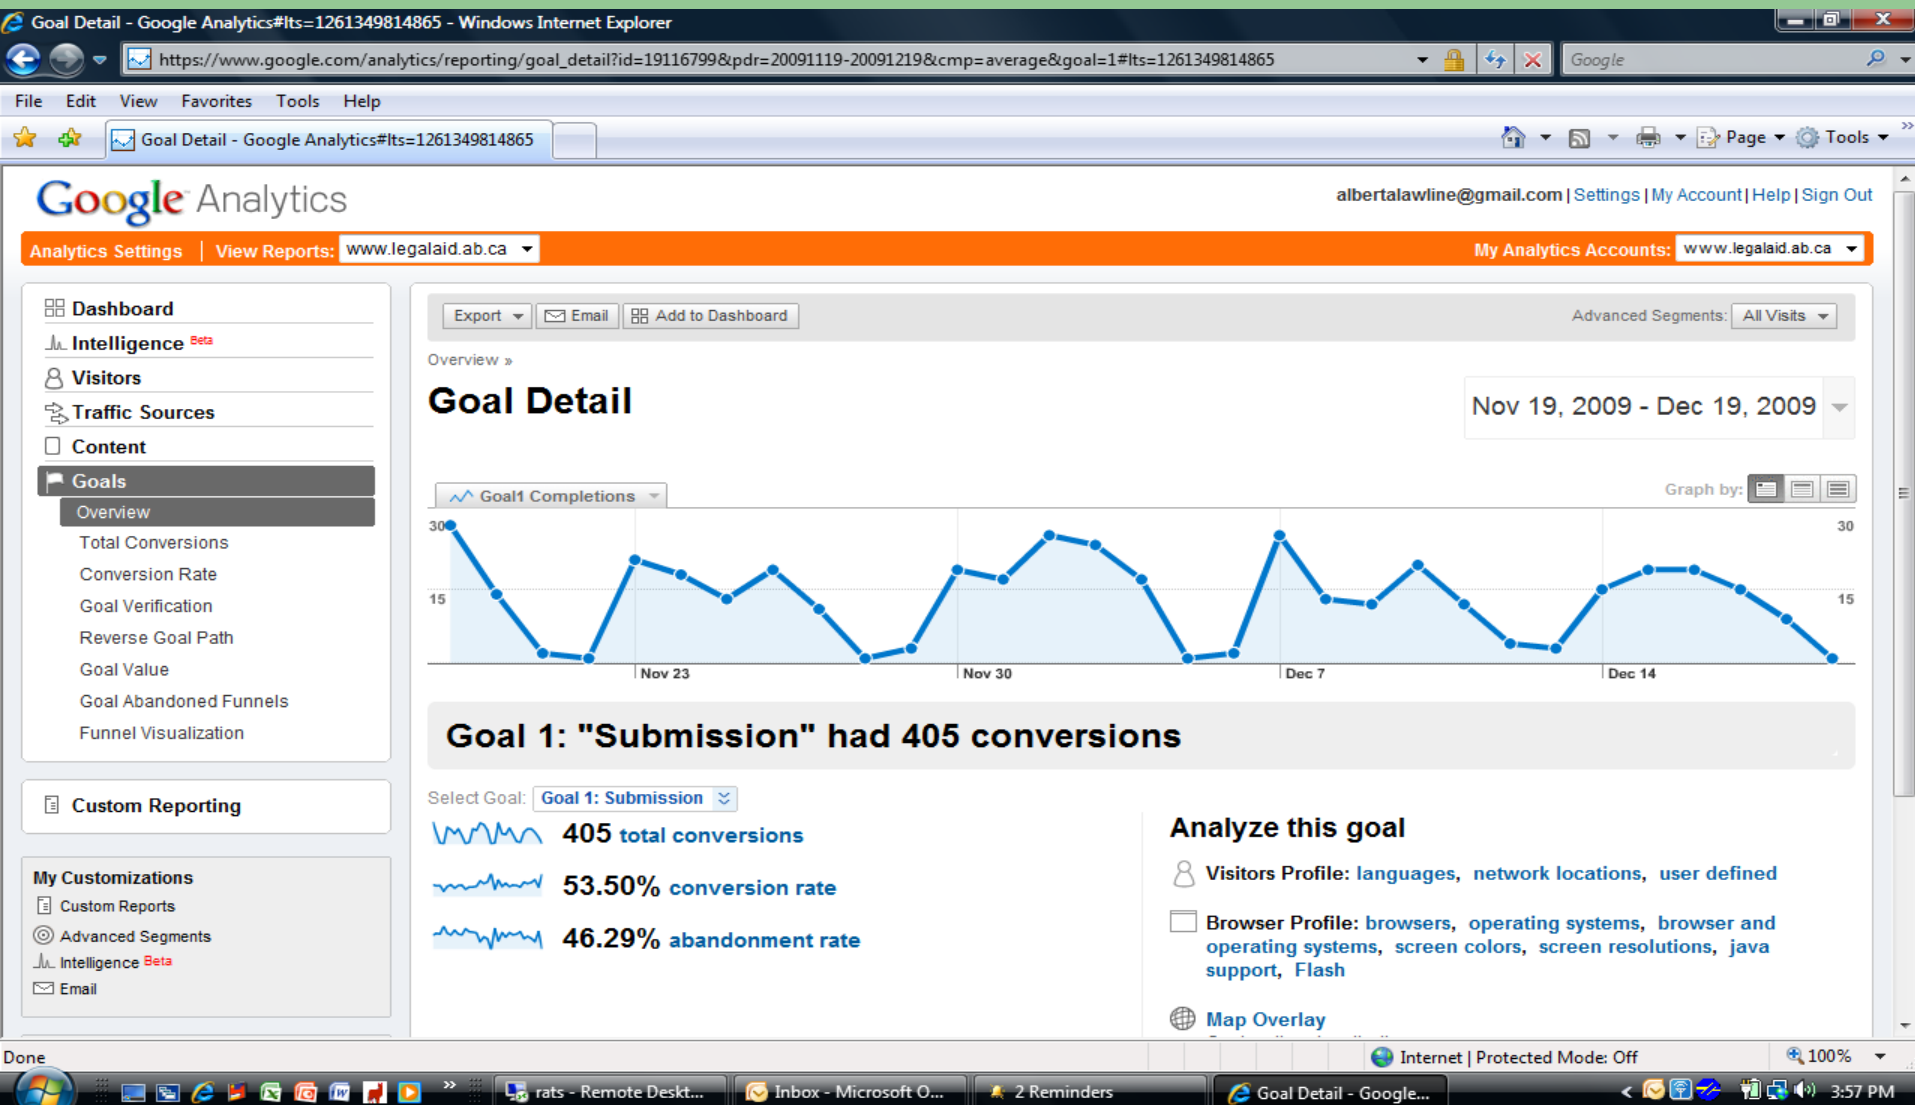 Goal Detail - Google Analytics#lts=1261349814865 - Windows Internet Explorer
https://www.google.com/analytics/reporting/goal_detail?id=19116799&pdr=20091119-20091219&cmp=average&goal=1#lts=1261349814865
Google
File Edit View Favorites Tools Help
Goal Detail - Google Analytics#lts=1261349814865
Page Tools
Google Analytics
albertalawline@gmail.com | Settings | My Account | Help | Sign Out
Analytics Settings | View Reports: www.legalaid.ab.ca
My Analytics Accounts: www.legalaid.ab.ca
Dashboard
Intelligence Beta
Visitors
Traffic Sources
Content
Goals
Overview
Total Conversions
Conversion Rate
Goal Verification
Reverse Goal Path
Goal Value
Goal Abandoned Funnels
Funnel Visualization
Custom Reporting
My Customizations
Custom Reports
Advanced Segments
Intelligence Beta
Email
Export Email Add to Dashboard
Advanced Segments: All Visits
Overview »
Goal Detail
Nov 19, 2009 - Dec 19, 2009
Goal1 Completions
Graph by:
30 30
15 15
Nov 23 Nov 30 Dec 7 Dec 14
Goal 1: "Submission" had 405 conversions
Select Goal: Goal 1: Submission
405 total conversions
53.50% conversion rate
46.29% abandonment rate
Analyze this goal
Visitors Profile: languages, network locations, user defined
Browser Profile: browsers, operating systems, browser and
operating systems, screen colors, screen resolutions, java
support, Flash
Map Overlay
Done
Internet | Protected Mode: Off
100%
rats - Remote Deskt...
Inbox - Microsoft O...
2 Reminders
Goal Detail - Google...
3:57 PM